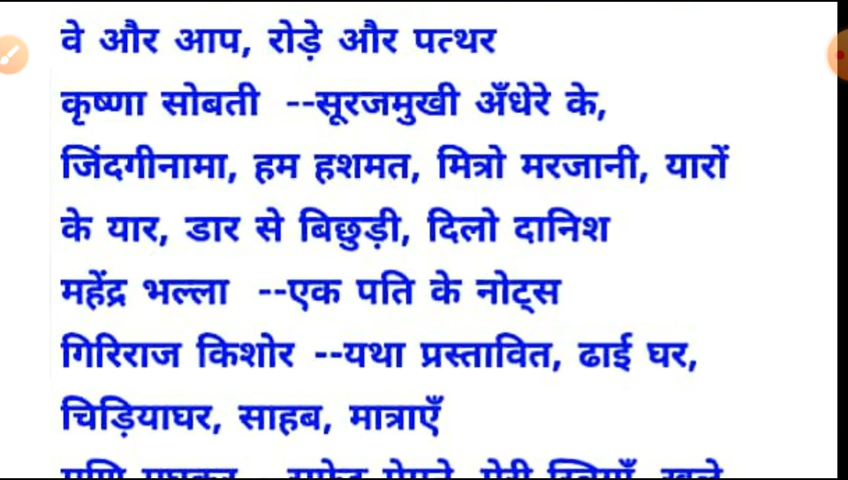 वे और आप, रोड़े और पत्थर
कृष्णा सोबती --सूरजमुखी अँधेरे के,
जिंदगीनामा, हम हशमत, मित्रो मरजानी, यारों
के यार, डार से बिछुड़ी, दिलो दानिश
महेंद्र भल्ला --एक पति के नोट्स
गिरिराज किशोर --यथा प्रस्तावित, ढाई घर,
चिड़ियाघर, साहब, मात्राएँ